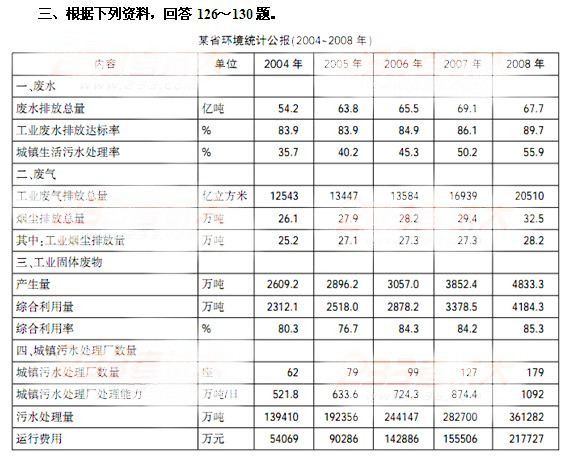 三、根据下列资料，回答 126～130 题。
某省环境统计公报(2004~2008 年)
内容 单位 2004 年 2005 年 2006 年 2007 年 2008 年
一、废水
废水排放总量 亿吨 54.2 63.8 65.5 69.1 67.7
工业废水排放达标率 % 83.9 83.9 84.9 86.1 89.7
城镇生活污水处理率 % 35.7 40.2 45.3 50.2 55.9
二、废气
工业废气排放总量 亿立方米 12543 13447 13584 16939 20510
烟尘排放总量 万吨 26.1 27.9 28.2 29.4 32.5
其中:工业烟尘排放量 万吨 25.2 27.1 27.3 27.3 28.2
三、工业固体废物
产生量 万吨 2609.2 2896.2 3057.0 3852.4 4833.3
综合利用量 万吨 2312.1 2518.0 2878.2 3378.5 4184.3
综合利用率 % 80.3 76.7 84.3 84.2 85.3
四、城镇污水处理厂数量
城镇污水处理厂数量 座 62 79 99 127 179
城镇污水处理厂处理能力 万吨/日 521.8 633.6 724.3 874.4 1092
污水处理量 万吨 139410 192356 244147 282700 361282
运行费用 万元 54069 90286 142886 155506 217727